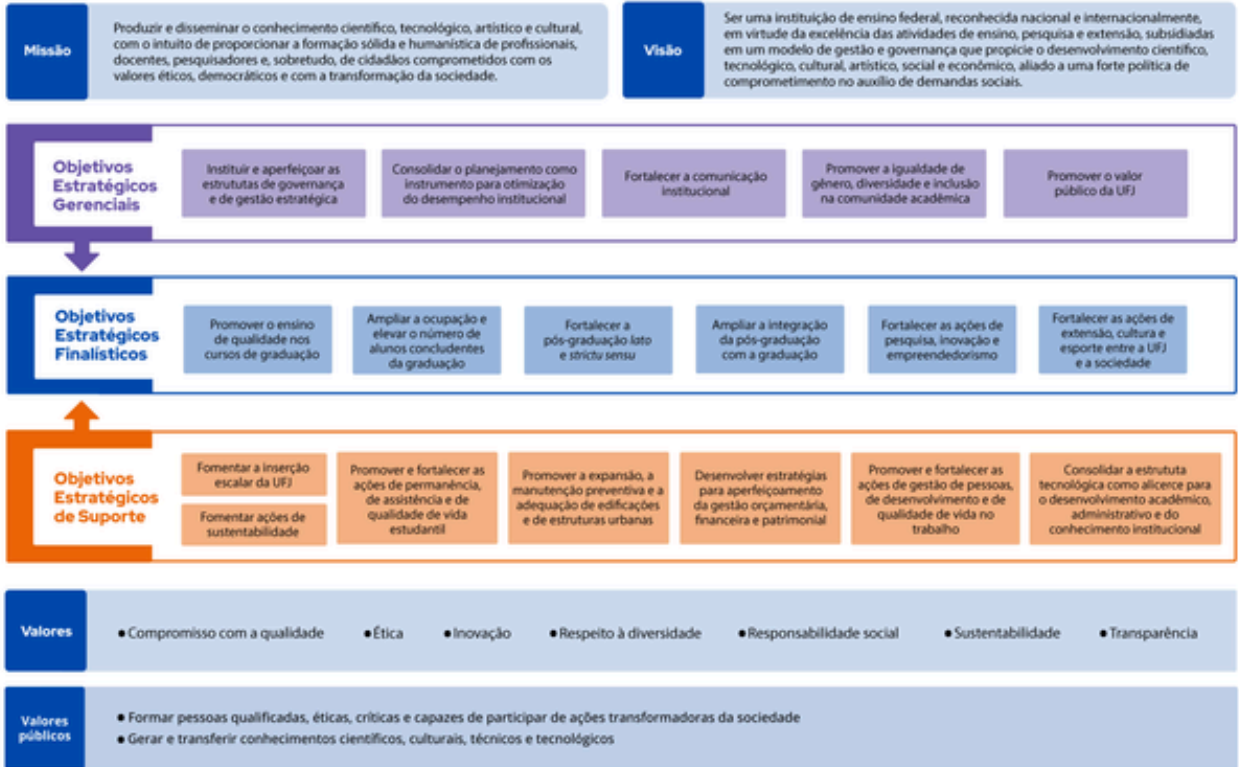 Missão
Produzir e disseminar o conhecimento científico, tecnológico, artístico e cultural,
com o intuito de proporcionar a formação sólida e humanística de profissionais,
docentes, pesquisadores e, sobretudo, de cidadãos comprometidos com os
valores éticos, democráticos e com a transformação da sociedade.
Visão
Ser uma instituição de ensino federal, reconhecida nacional e internacionalmente,
em virtude da excelência das atividades de ensino, pesquisa e extensão, subsidiadas
em um modelo de gestão e governança que propicie o desenvolvimento científico,
tecnológico, cultural, artístico, social e econômico, aliado a uma forte política de
comprometimento no auxílio de demandas sociais.
Objetivos
Estratégicos
Gerenciais
Instituir e aperfeiçoar as
estrututas de governança
e de gestão estratégica
Consolidar o planejamento como
instrumento para otimização
do desempenho institucional
Fortalecer a comunicação
institucional
Promover a igualdade de
gênero, diversidade e inclusão
na comunidade acadêmica
Promover o valor
público da UFJ
Objetivos
Estratégicos
Finalísticos
Promover o ensino
de qualidade nos
cursos de graduação
Ampliar a ocupação e
elevar o número de
alunos concludentes
da graduação
Fortalecer a
pós-graduação lato
e strictu sensu
Ampliar a integração
da pós-graduação
com a graduação
Fortalecer as ações de
pesquisa, inovação e
empreendedorismo
Fortalecer as ações de
extensão, cultura e
esporte entre a UFJ
e a sociedade
Objetivos
Estratégicos
de Suporte
Fomentar a inserção
escalar da UFJ
Fomentar ações de
sustentabilidade
Promover e fortalecer as
ações de permanência,
de assistência e de
qualidade de vida
estudantil
Promover a expansão, a
manutenção preventiva e a
adequação de edificações
e de estruturas urbanas
Desenvolver estratégias
para aperfeiçoamento
da gestão orçamentária,
financeira e patrimonial
Promover e fortalecer as
ações de gestão de pessoas,
de desenvolvimento e de
qualidade de vida no
trabalho
Consolidar a estrututa
tecnológica como alicerce para
o desenvolvimento acadêmico,
administrativo e do
conhecimento institucional
Valores
● Compromisso com a qualidade ● Ética ● Inovação ● Respeito à diversidade ● Responsabilidade social ● Sustentabilidade ● Transparência
Valores
públicos
● Formar pessoas qualificadas, éticas, críticas e capazes de participar de ações transformadoras da sociedade
● Gerar e transferir conhecimentos científicos, culturais, técnicos e tecnológicos